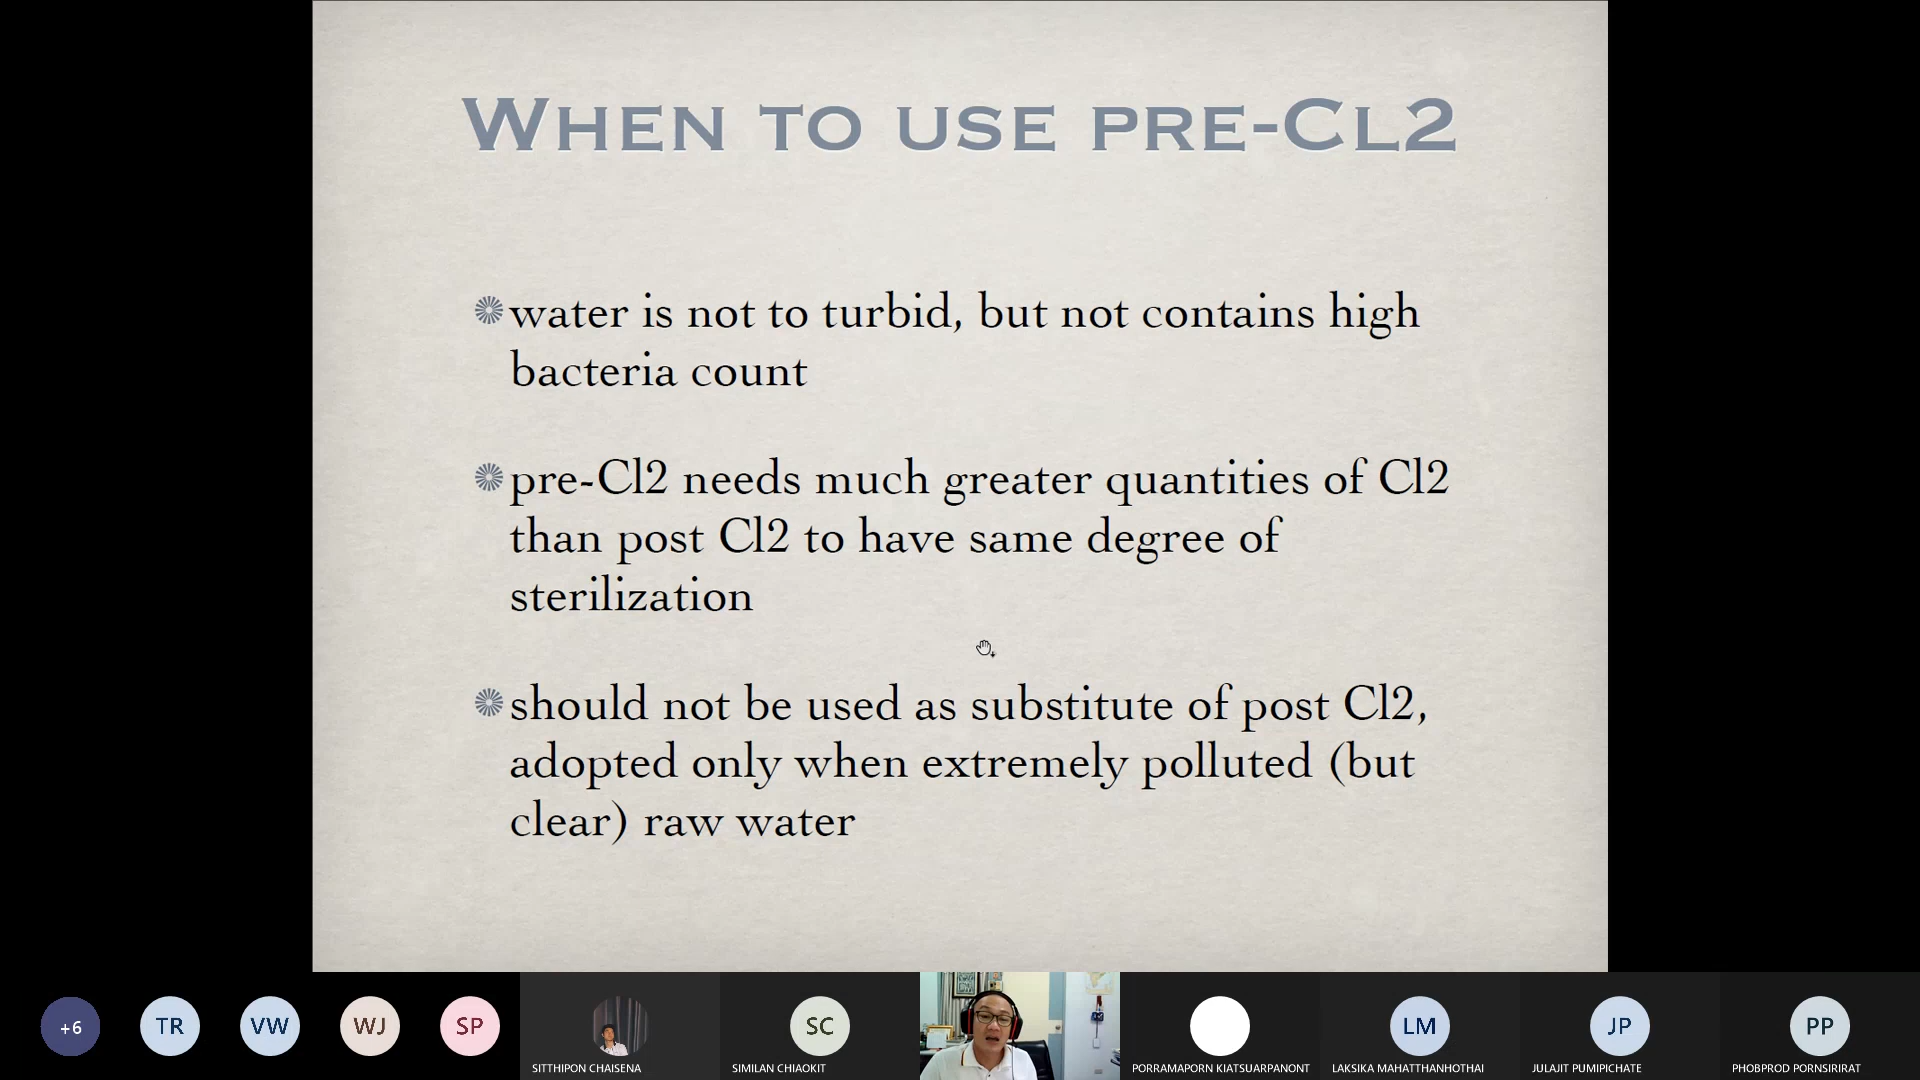 When to use pre-Cl2
water is not to turbid, but not contains high
bacteria count
pre-Cl2 needs much greater quantities of Cl2
than post Cl2 to have same degree of
sterilization
should not be used as substitute of post Cl2,
adopted only when extremely polluted (but
clear) raw water
+6
TR
VW
WJ
SP
SC
LM
JP
PP
SITTHIPON CHAISENA
SIMILAN CHIAOKIT
PORRAMAPORN KIATSUARPANONT
LAKSIKA MAHATTHANHOTHAI
JULAJIT PUMIPICHATE
PHOBPROD PORNSIRIRAT